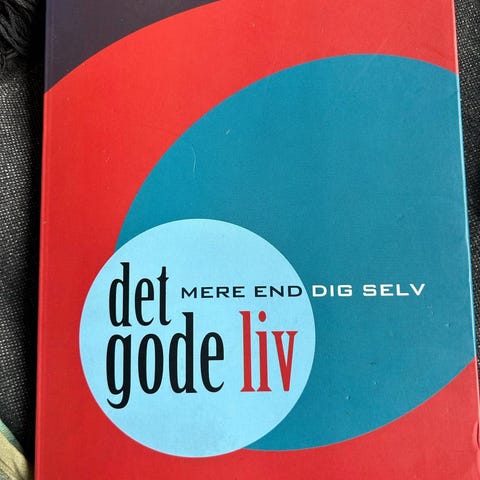 det
MERE END DIG SELV
gode liv